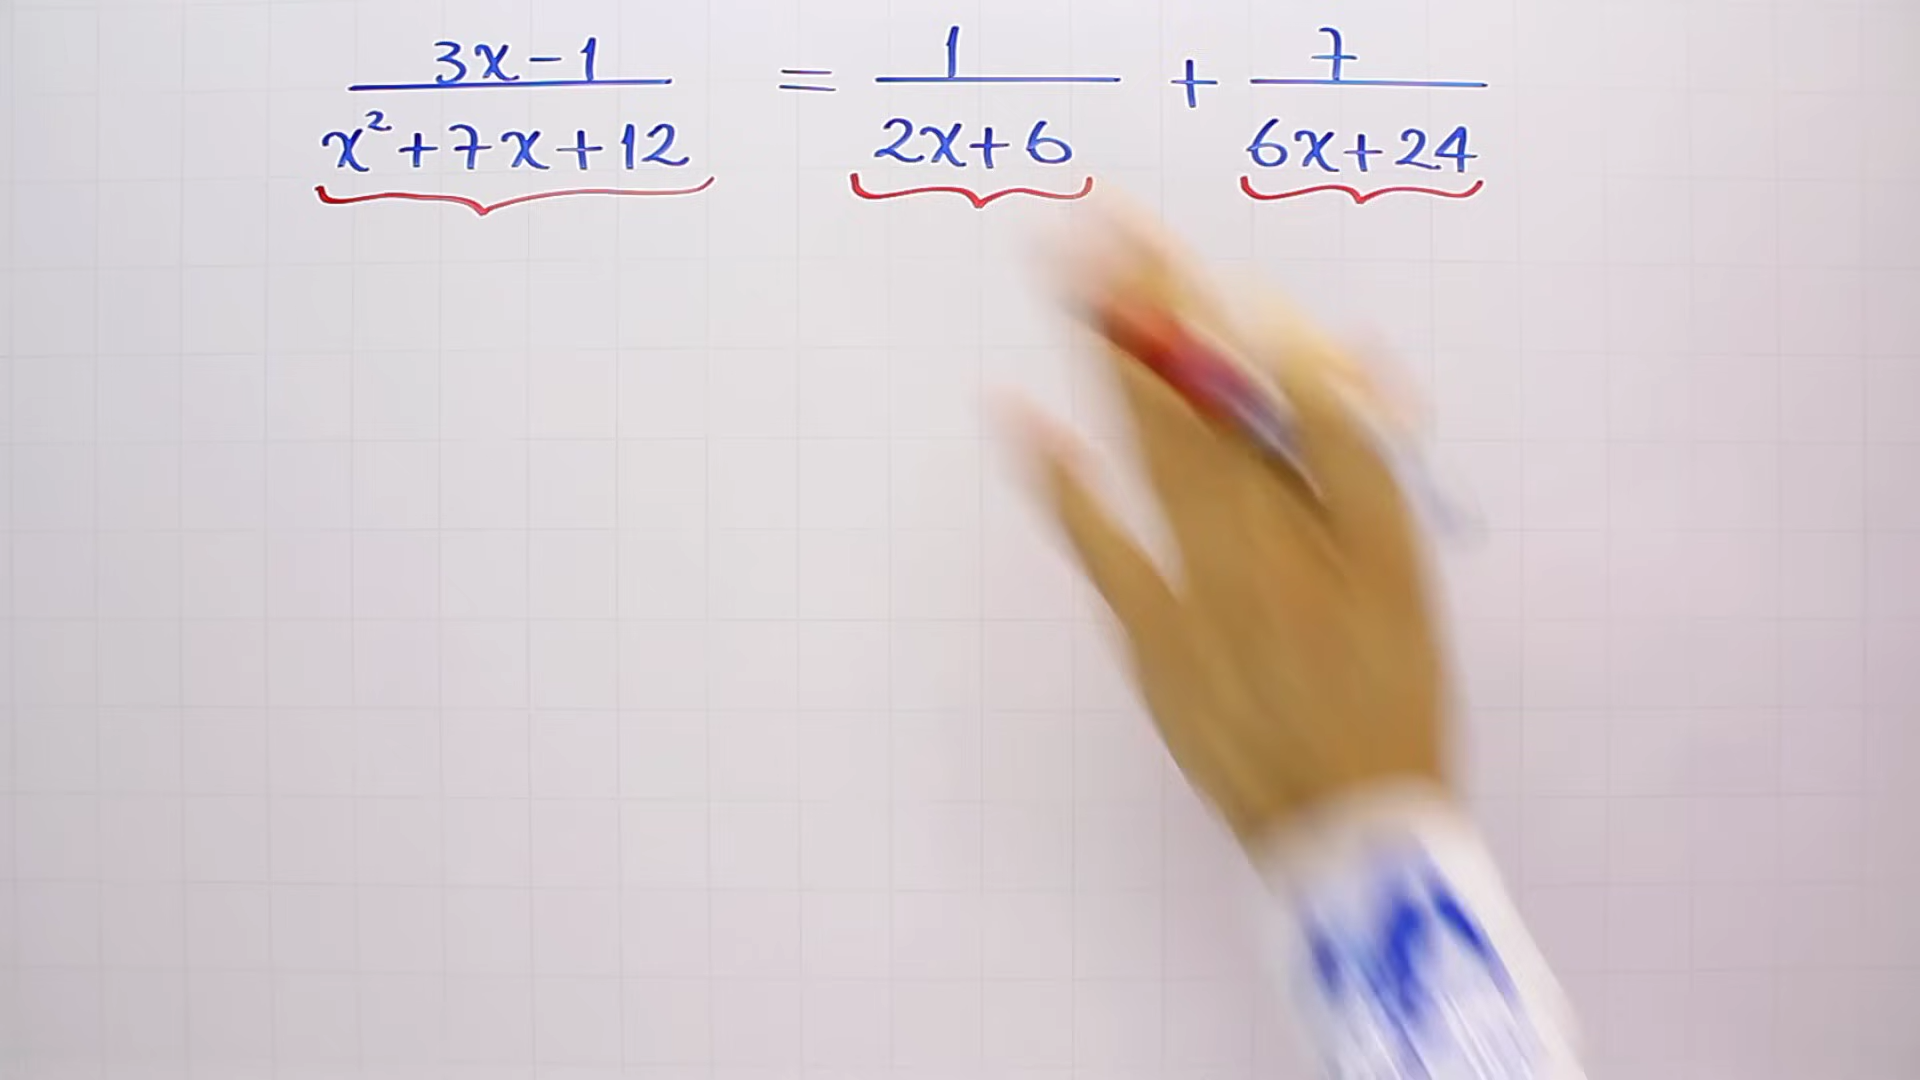 3x-1 = 1 + 7
x²+7x+12 2x+6 6x+24